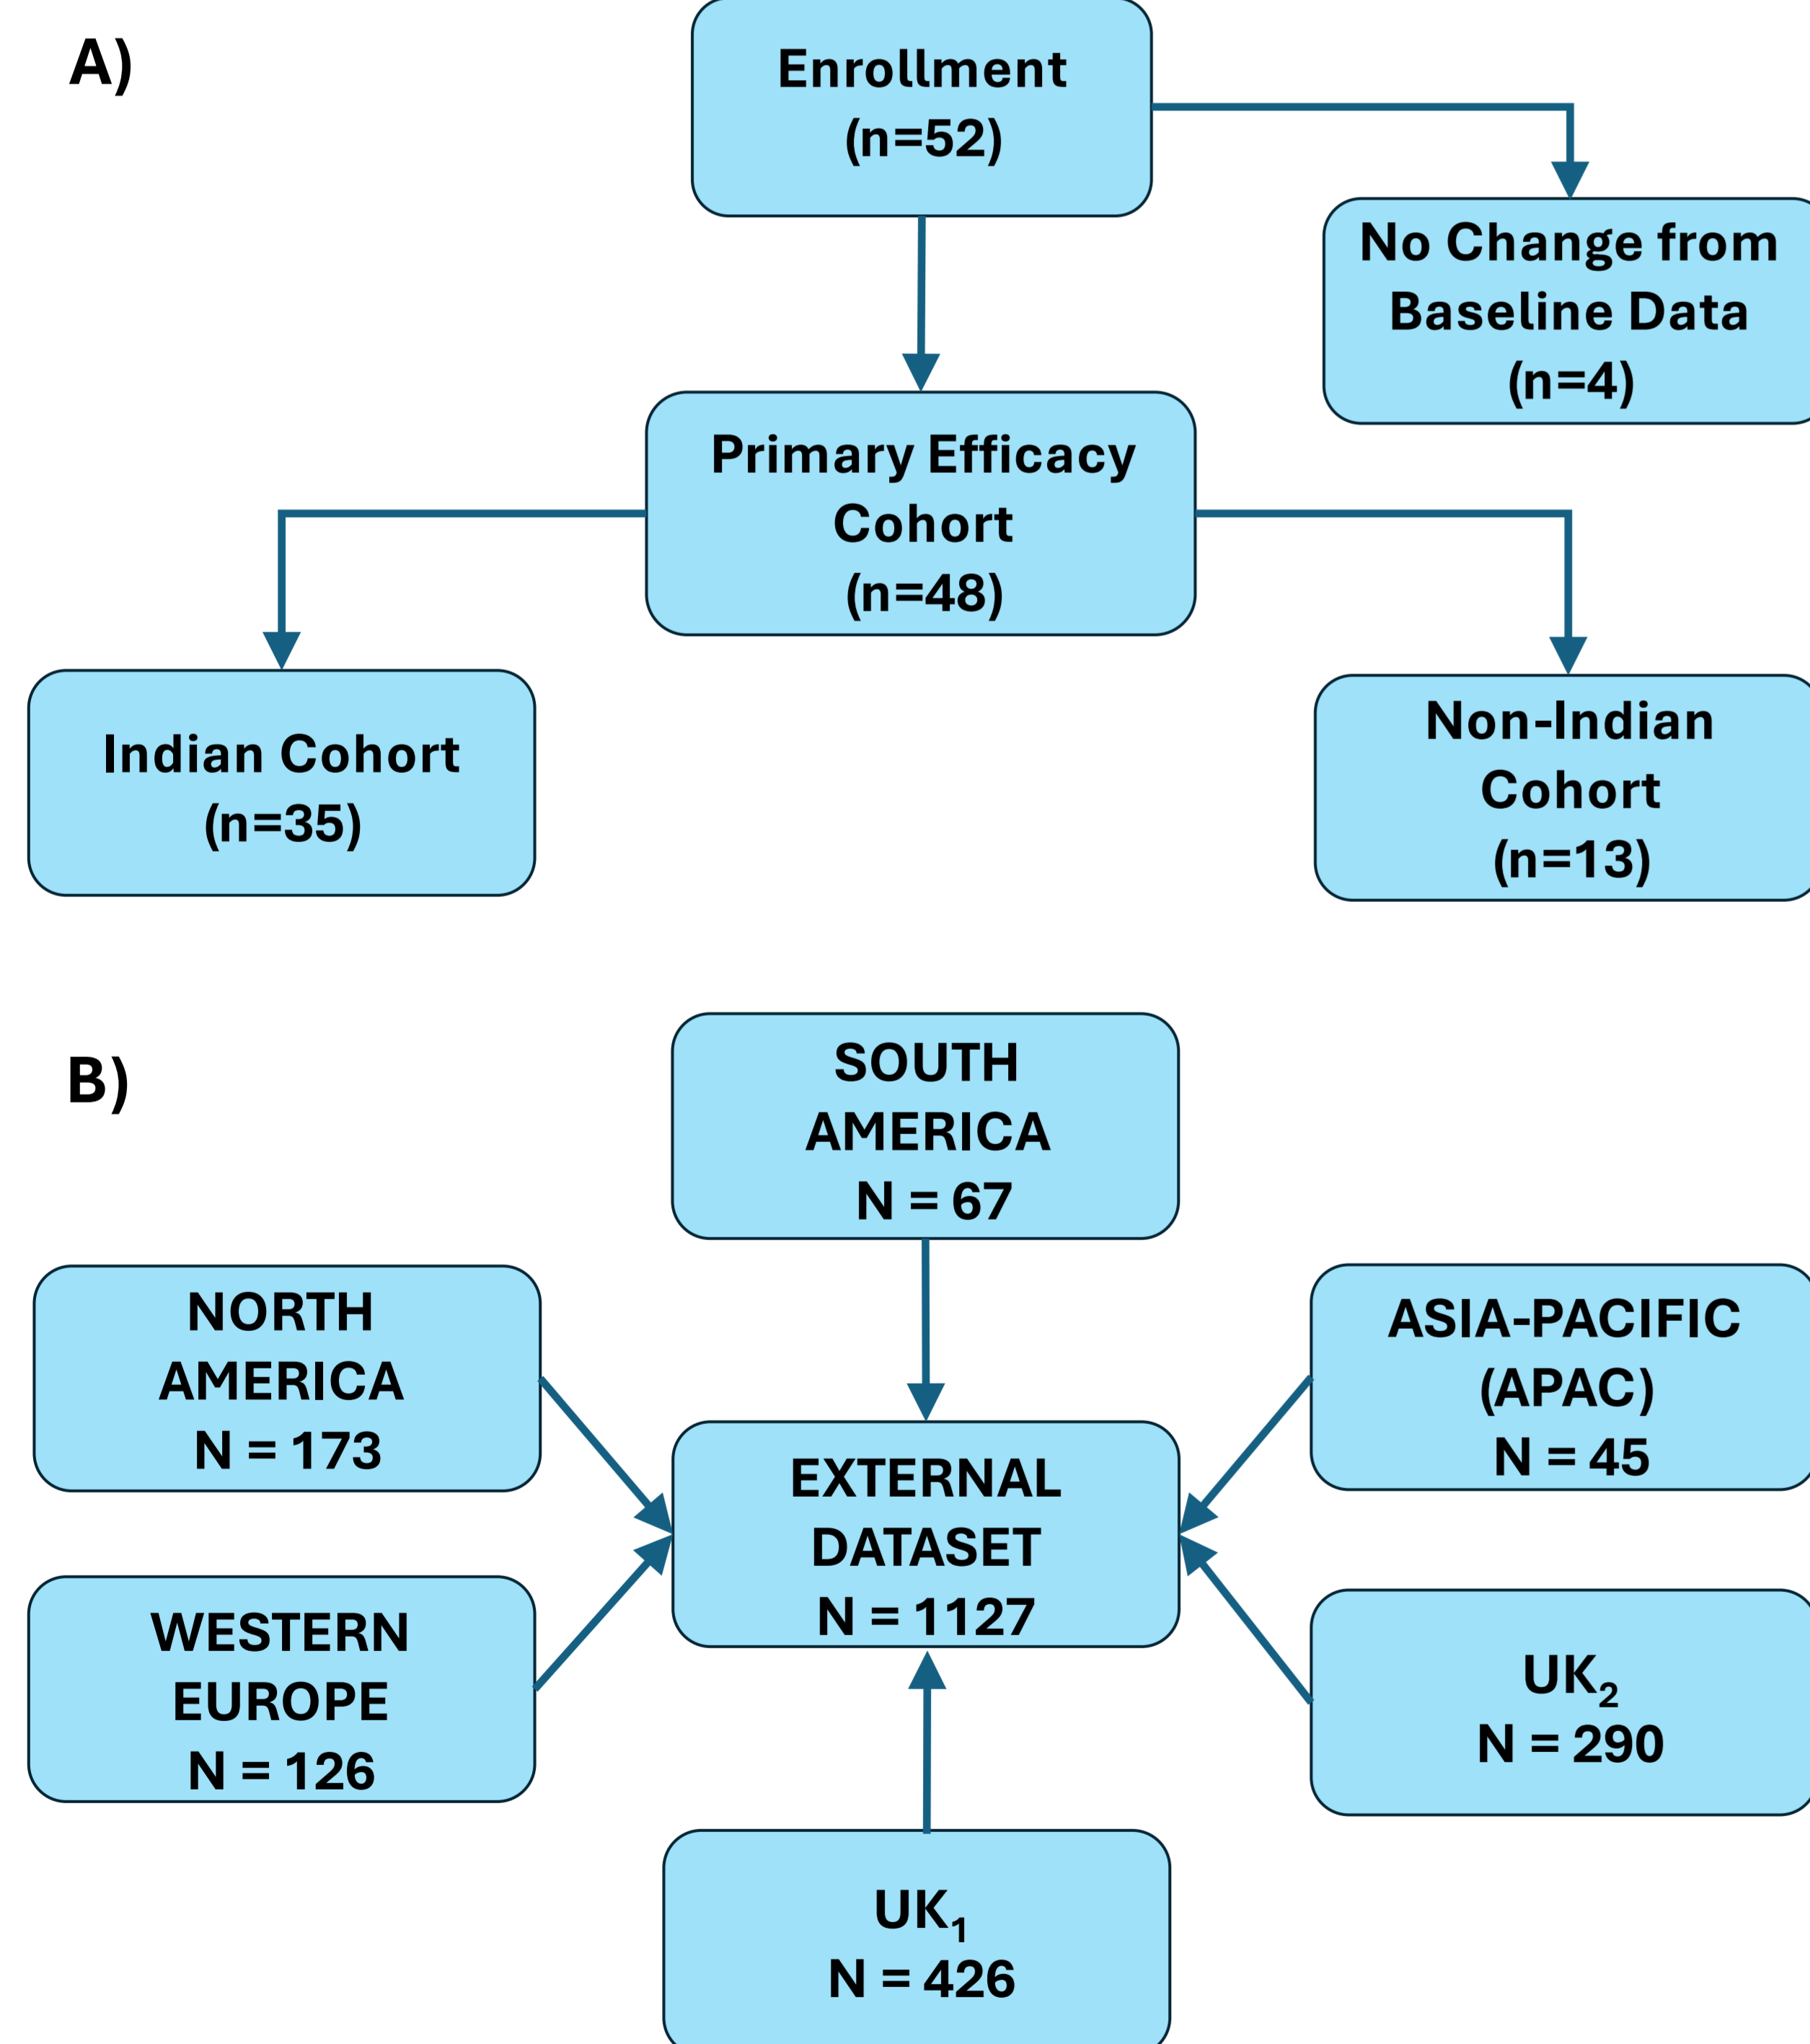 A)
Enrollment
(n=52)
No Change from
Baseline Data
(n=4)
Primary Efficacy
Cohort
(n=48)
Indian Cohort
(n=35)
Non-Indian
Cohort
(n=13)
B)
SOUTH
AMERICA
N = 67
NORTH
AMERICA
N = 173
ASIA-PACIFIC
(APAC)
N = 45
EXTERNAL
DATASET
N = 1127
WESTERN
EUROPE
N = 126
UK₂
N = 290
UK₁
N = 426